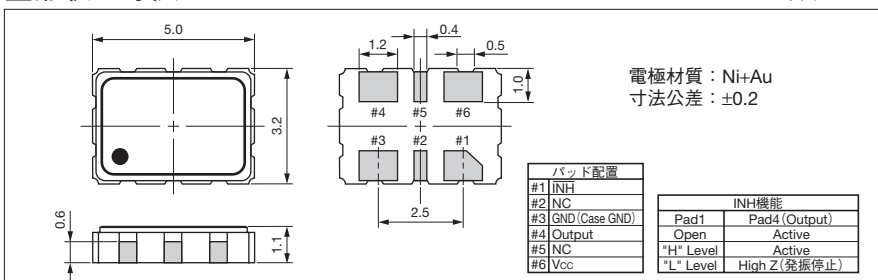 5.0
3.2
0.6
1.1
1.2
0.4
0.5
1.0
#4
#5
#6
#3
#2
#1
2.5
電極材質：Ni+Au
寸法公差：±0.2
パッド配置
#1 INH
#2 NC
#3 GND(Case GND)
#4 Output
#5 NC
#6 Vcc
INH機能
Pad1 Pad4(Output)
Open Active
"H" Level Active
"L" Level High Z(発振停止)